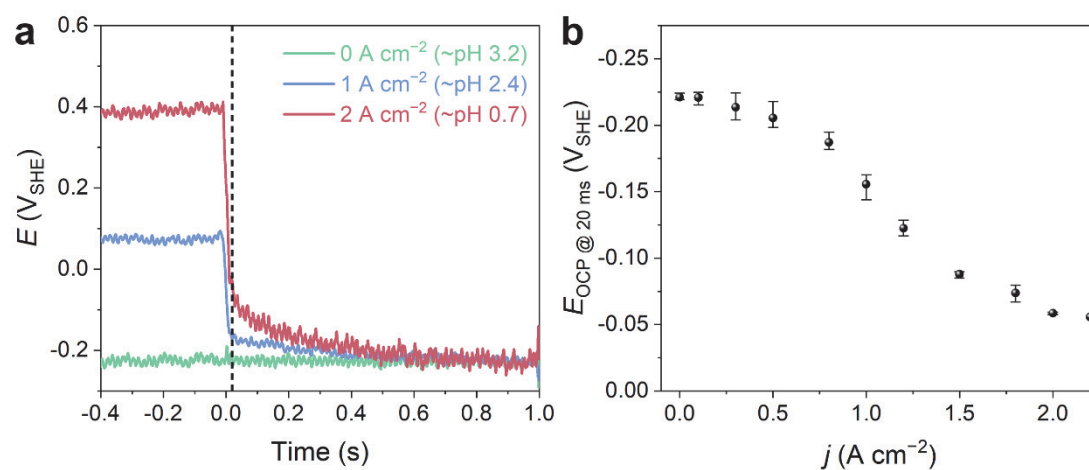 a
0.6
0.4
0.2
0.0
-0.2
E (V_SHE)
0 A cm⁻² (~pH 3.2)
1 A cm⁻² (~pH 2.4)
2 A cm⁻² (~pH 0.7)
-0.4 -0.2 0.0 0.2 0.4 0.6 0.8 1.0
Time (s)
b
-0.25
-0.20
-0.15
-0.10
-0.05
0.00
E_OCP @ 20 ms (V_SHE)
0.0 0.5 1.0 1.5 2.0
j (A cm⁻²)